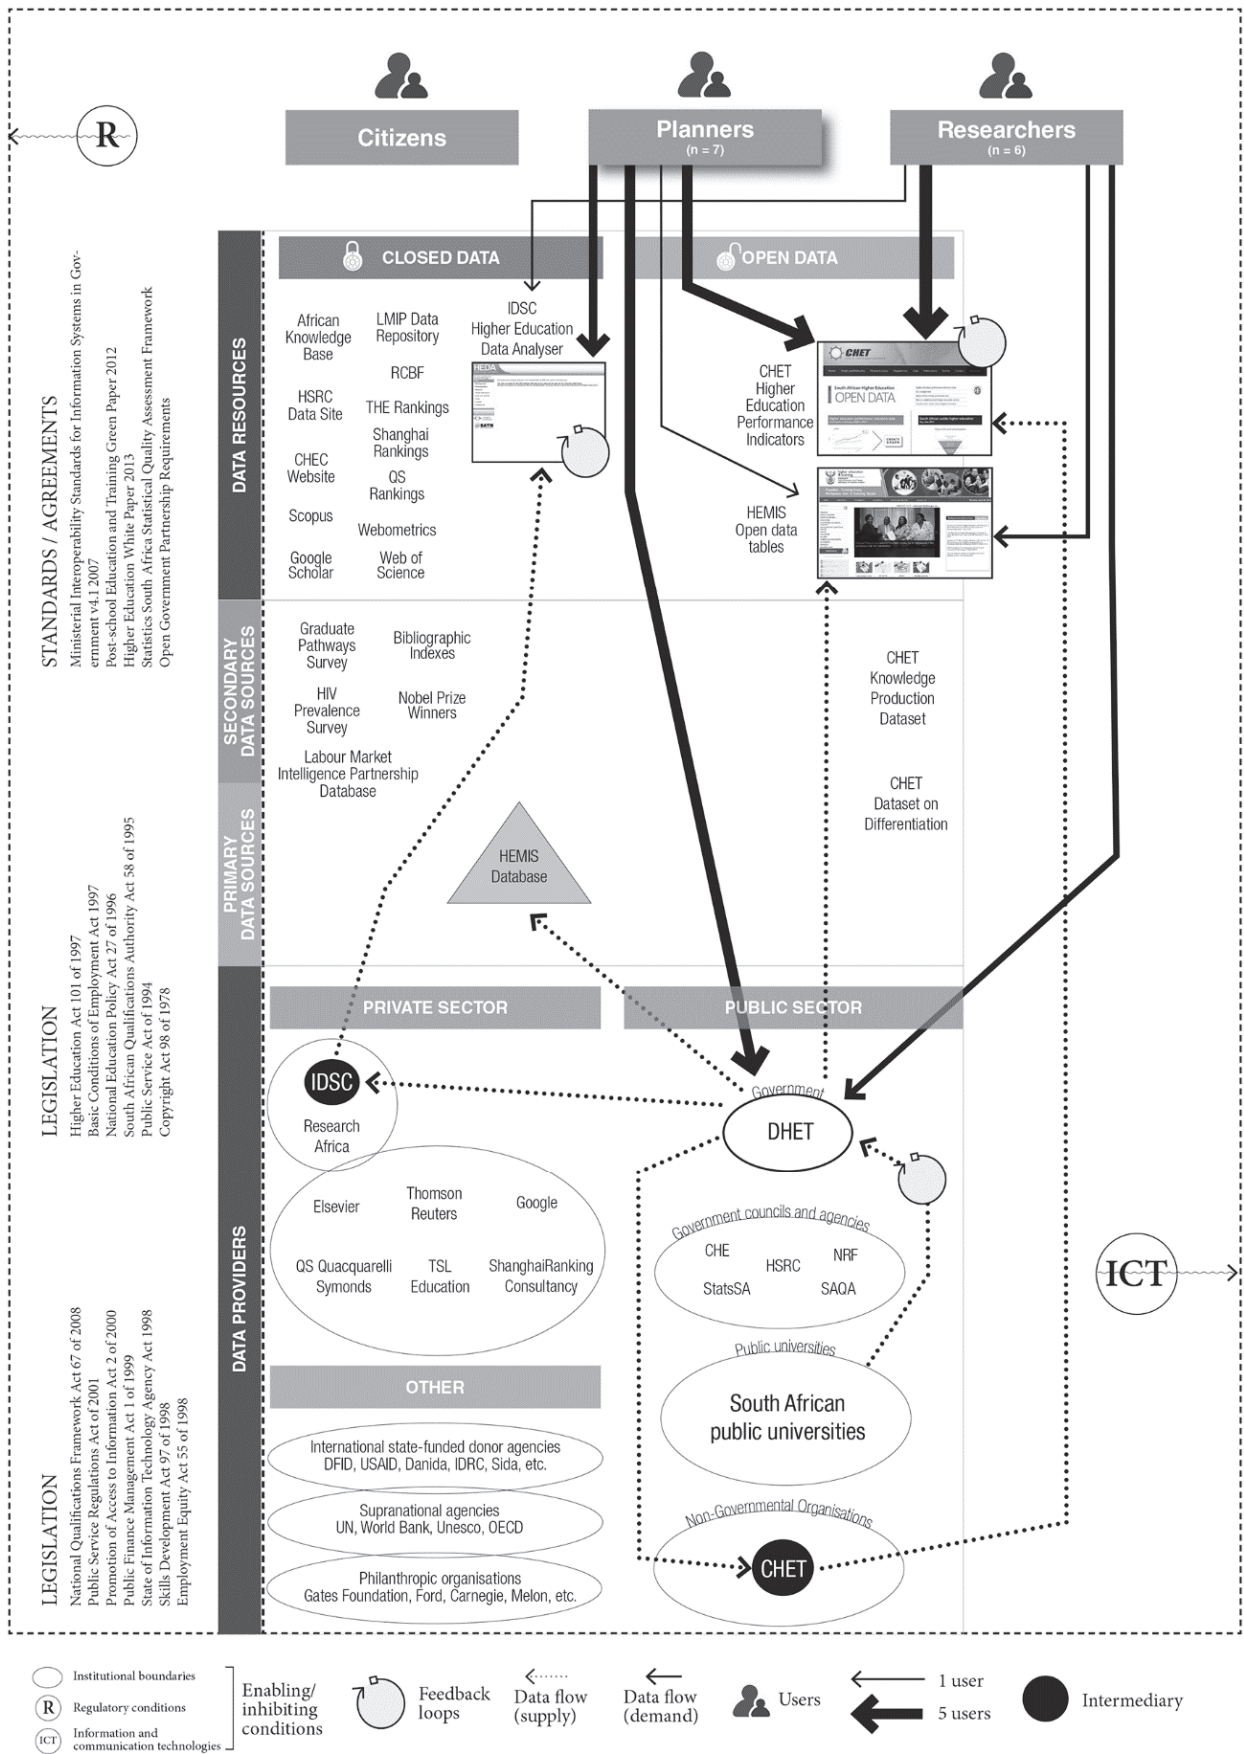 Citizens
Planners
(n = 7)
Researchers
(n = 6)
R
STANDARDS / AGREEMENTS
Ministerial Interoperability Standards for Information Systems in Gov-
ernment v4.1 2007
Post-school Education and Training Green Paper 2012
Higher Education White Paper 2013
Statistics South Africa Statistical Quality Assessment Framework
Open Government Partnership Requirements
LEGISLATION
Higher Education Act 101 of 1997
Basic Conditions of Employment Act 1997
National Education Policy Act 27 of 1996
South African Qualifications Authority Act 58 of 1995
Public Service Act of 1994
Copyright Act 98 of 1978
LEGISLATION
National Qualifications Framework Act 67 of 2008
Public Service Regulations Act of 2001
Promotion of Access to Information Act 2 of 2000
Public Finance Management Act 1 of 1999
State of Information Technology Agency Act 1998
Skills Development Act 97 of 1998
Employment Equity Act 55 of 1998
DATA RESOURCES
CLOSED DATA
OPEN DATA
African
Knowledge
Base
HSRC
Data Site
CHEC
Website
Scopus
Google
Scholar
LMIP Data
Repository
RCBF
THE Rankings
Shanghai
Rankings
QS
Rankings
Webometrics
Web of
Science
IDSC
Higher Education
Data Analyser
HEDA
CHET
Higher
Education
Performance
Indicators
CHET
South African Higher Education
OPEN DATA
HEMIS
Open data
tables
SECONDARY
DATA SOURCES
Graduate
Pathways
Survey
HIV
Prevalence
Survey
Labour Market
Intelligence Partnership
Database
Bibliographic
Indexes
Nobel Prize
Winners
CHET
Knowledge
Production
Dataset
CHET
Dataset on
Differentiation
PRIMARY
DATA SOURCES
HEMIS
Database
DATA PROVIDERS
PRIVATE SECTOR
PUBLIC SECTOR
IDSC
Research
Africa
Elsevier
Thomson
Reuters
Google
QS Quacquarelli
Symonds
TSL
Education
ShanghaiRanking
Consultancy
OTHER
International state-funded donor agencies
DFID, USAID, Danida, IDRC, Sida, etc.
Supranational agencies
UN, World Bank, Unesco, OECD
Philanthropic organisations
Gates Foundation, Ford, Carnegie, Melon, etc.
Government
DHET
Government councils and agencies
CHE
HSRC
NRF
StatsSA
SAQA
Public universities
South African
public universities
Non-Governmental Organisations
CHET
ICT
Institutional boundaries
R
Regulatory conditions
ICT
Information and
communication technologies
Enabling/
inhibiting
conditions
Feedback
loops
Data flow
(supply)
Data flow
(demand)
Users
1 user
5 users
Intermediary